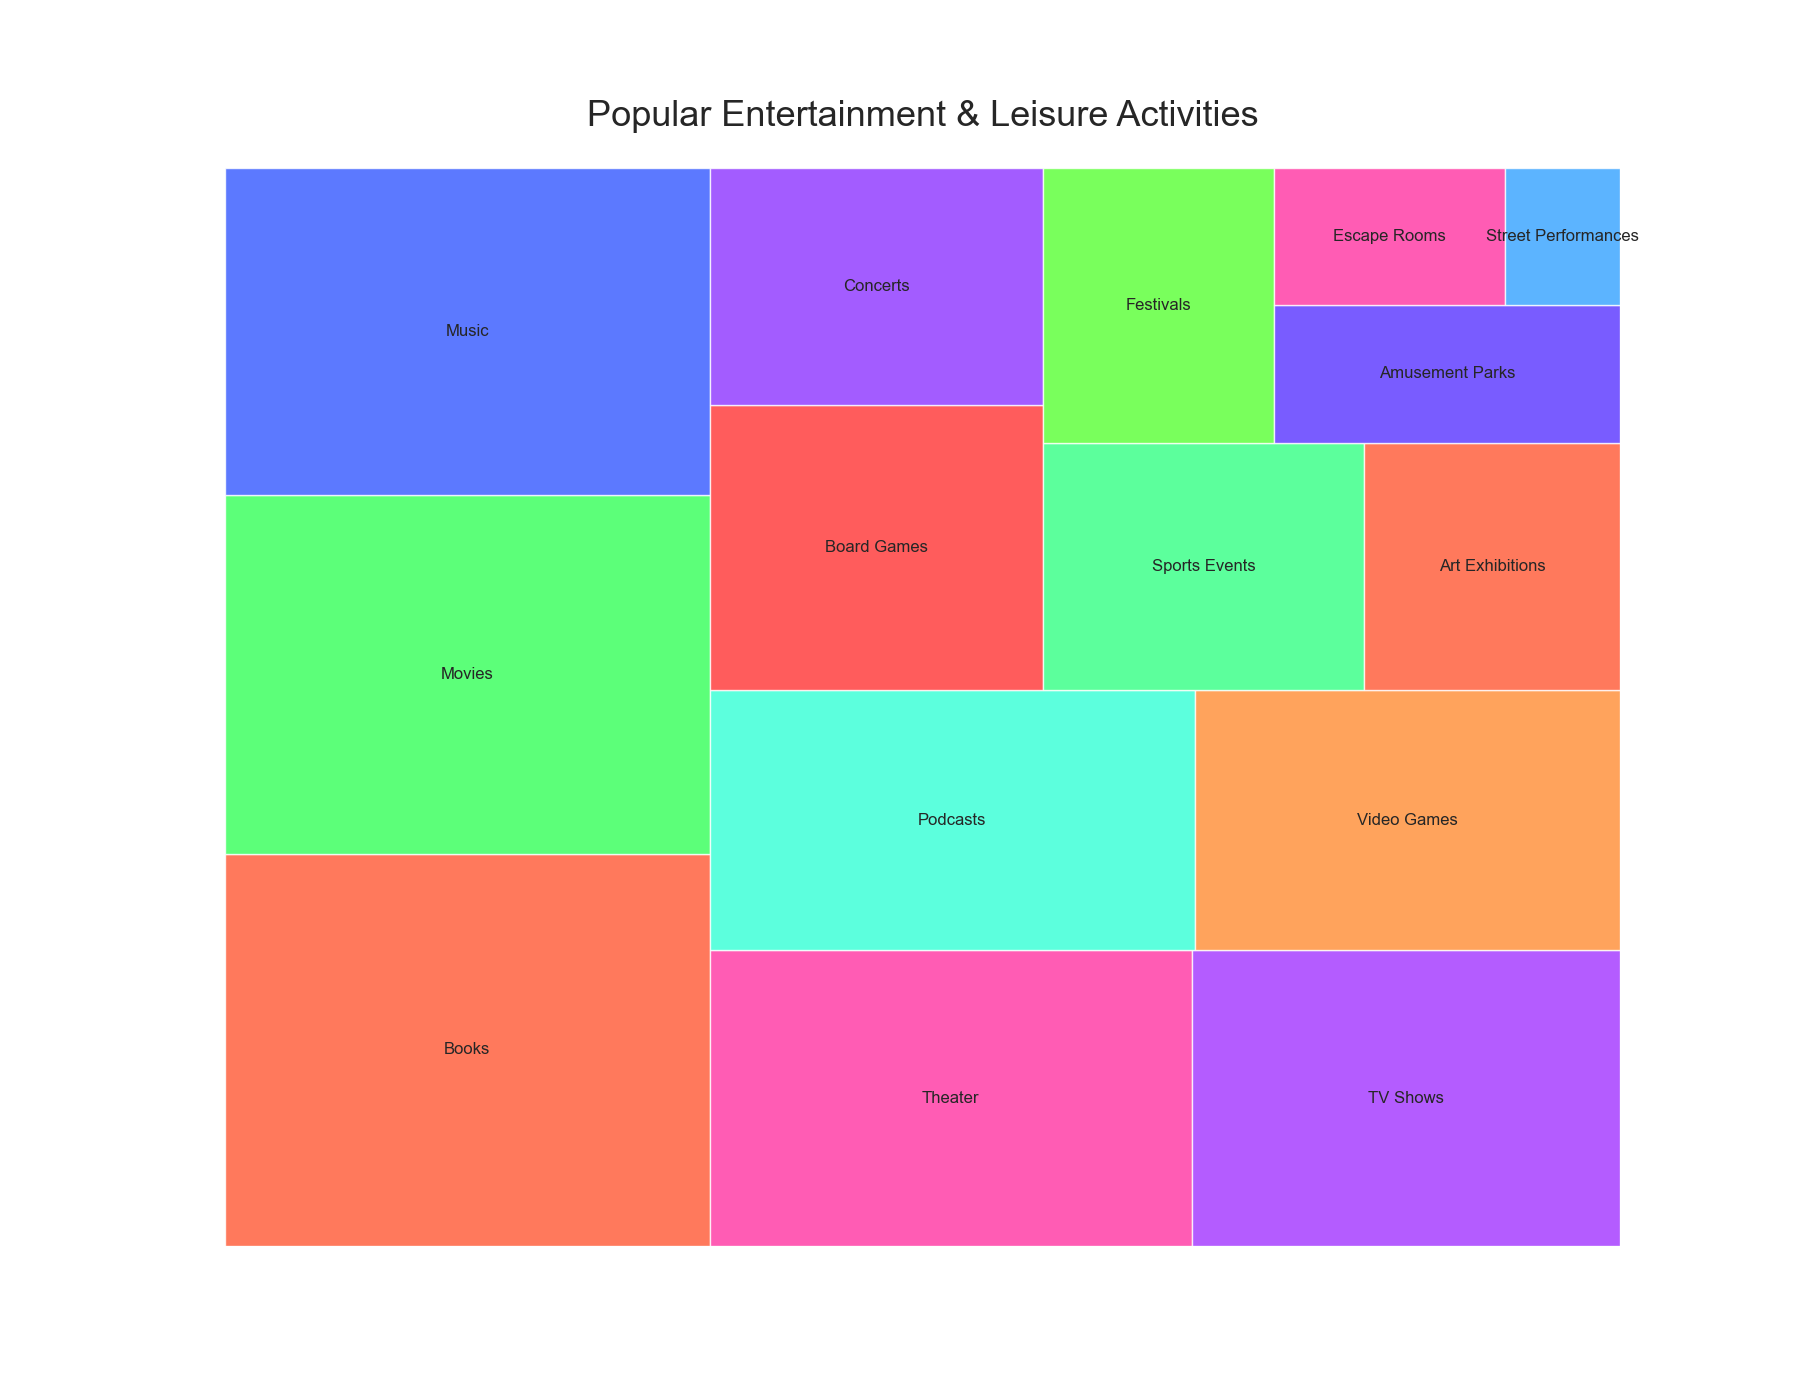 Popular Entertainment & Leisure Activities
Music
Movies
Books
Concerts
Board Games
Festivals
Escape Rooms
Street Performances
Amusement Parks
Sports Events
Art Exhibitions
Podcasts
Video Games
Theater
TV Shows